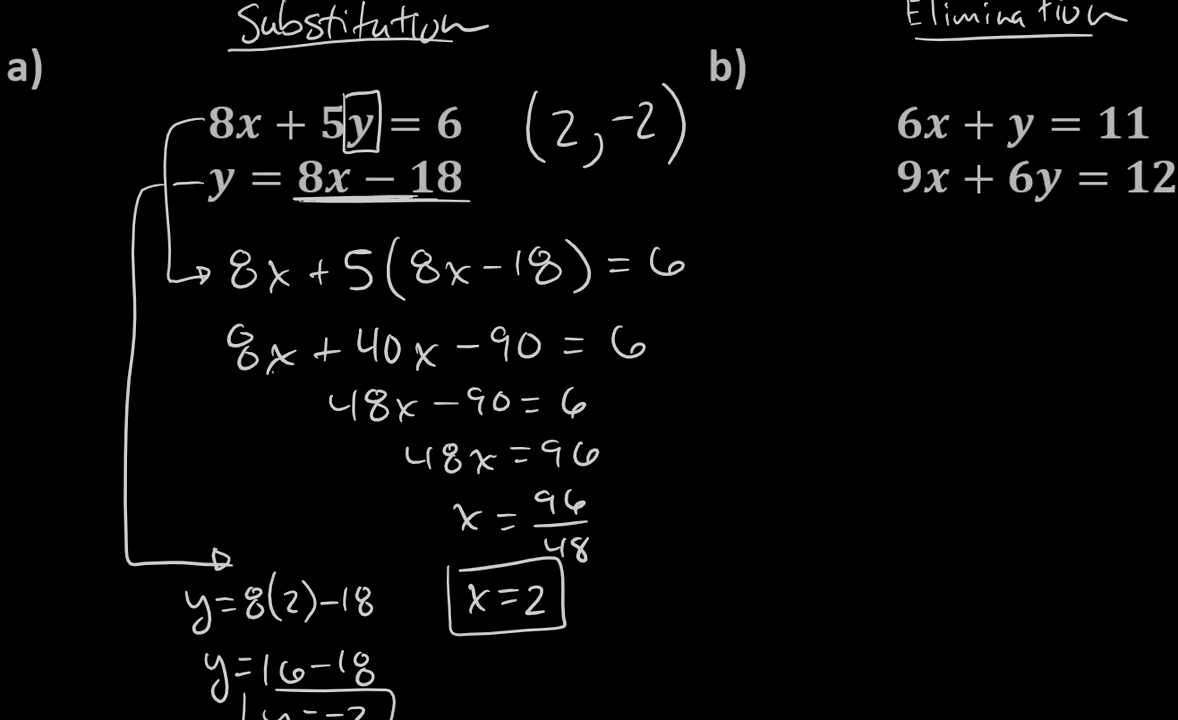 Substitution
a)
8x + 5y = 6 (2, -2)
y = 8x − 18
8x + 5(8x - 18) = 6
8x + 40x - 90 = 6
48x - 90 = 6
48x = 96
x = 96/48
x = 2
y = 8(2) - 18
y = 16 - 18
y = -2
Elimination
b)
6x + y = 11
9x + 6y = 12